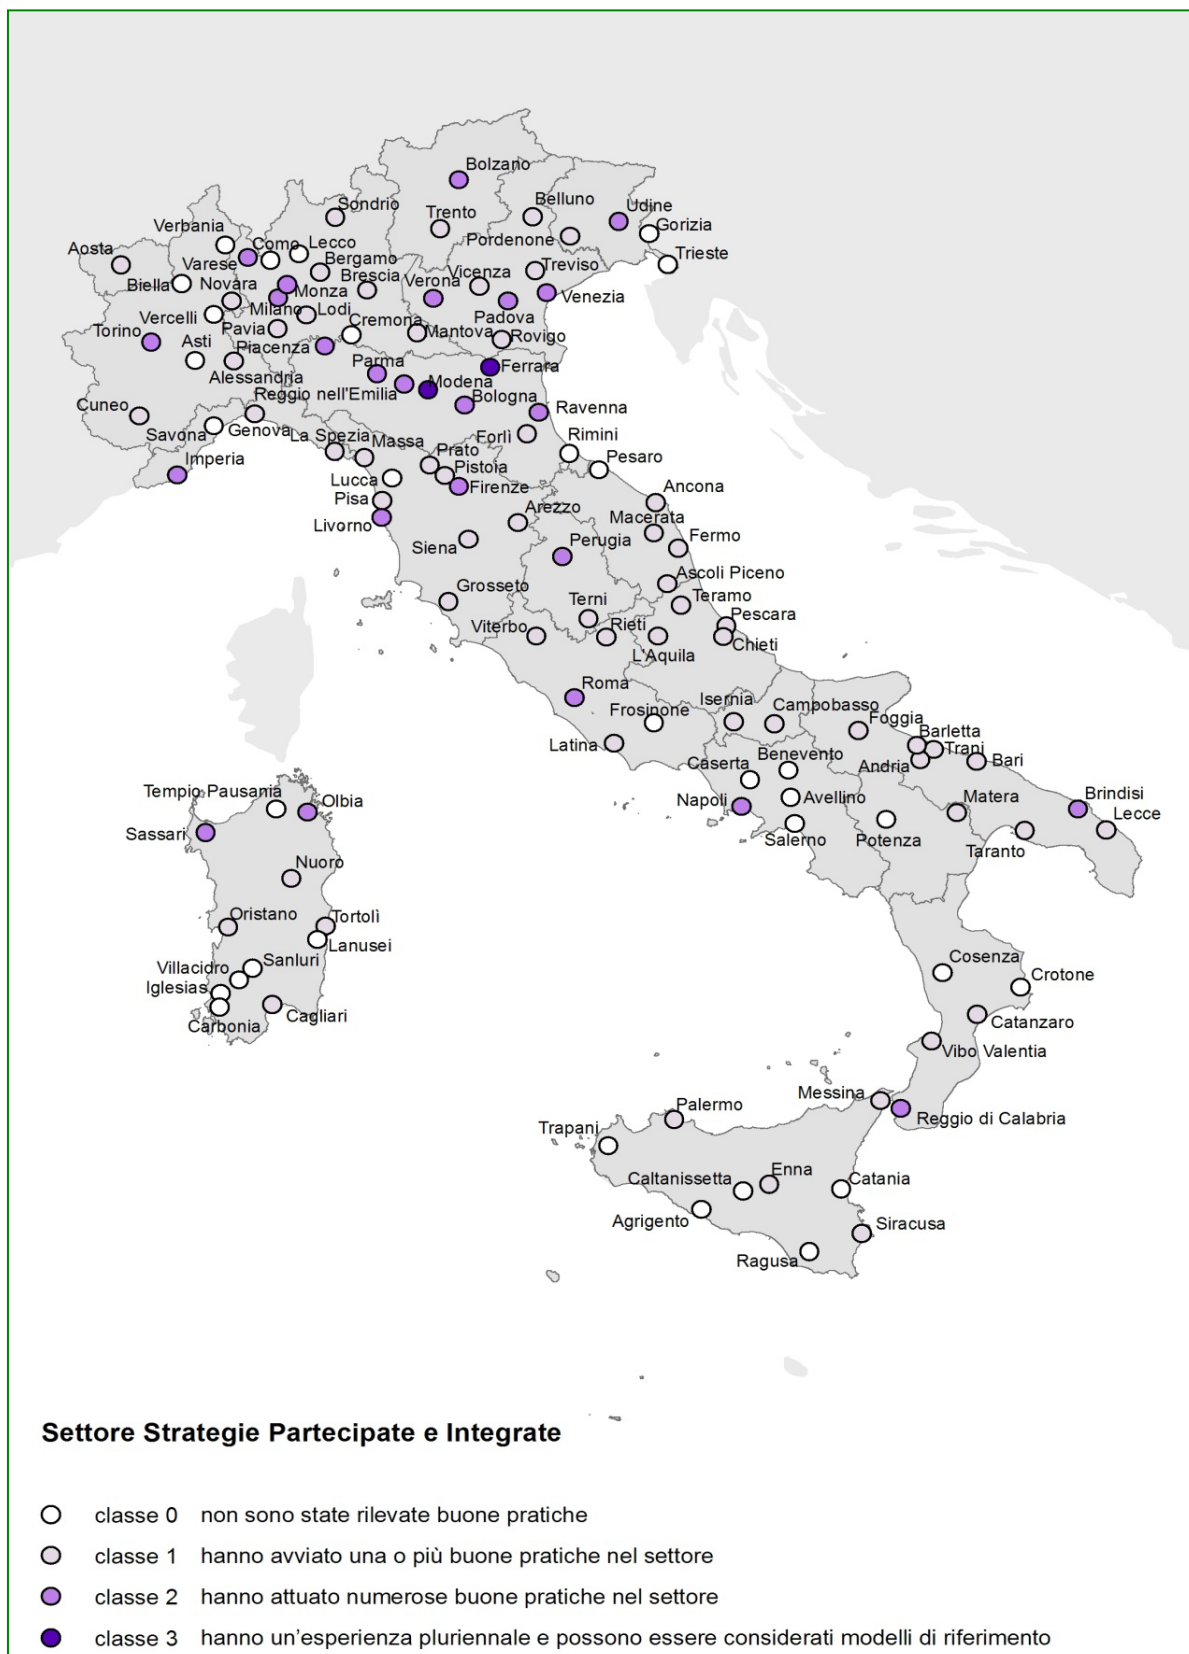 Bolzano
Sondrio
Trento
Belluno
Udine
Pordenone
Gorizia
Trieste
Verbania
Aosta
Como
Lecco
Varese
Bergamo
Biella
Novara
Brescia
Monza
Milano
Verona
Vicenza
Treviso
Padova
Venezia
Vercelli
Lodi
Torino
Pavia
Cremona
Mantova
Rovigo
Asti
Piacenza
Parma
Ferrara
Alessandria
Modena
Reggio nell'Emilia
Bologna
Cuneo
Savona
Genova
La Spezia
Massa
Forlì
Ravenna
Rimini
Pesaro
Imperia
Prato
Pistoia
Lucca
Firenze
Pisa
Livorno
Arezzo
Ancona
Macerata
Siena
Perugia
Fermo
Ascoli Piceno
Grosseto
Terni
Teramo
Pescara
Viterbo
Rieti
L'Aquila
Chieti
Roma
Frosinone
Isernia
Campobasso
Foggia
Latina
Barletta
Trani
Andria
Bari
Caserta
Benevento
Napoli
Avellino
Salerno
Potenza
Matera
Taranto
Brindisi
Lecce
Tempio Pausania
Olbia
Sassari
Nuoro
Oristano
Tortolì
Lanusei
Sanluri
Villacidro
Iglesias
Carbonia
Cagliari
Cosenza
Crotone
Catanzaro
Vibo Valentia
Messina
Reggio di Calabria
Palermo
Trapani
Caltanissetta
Enna
Catania
Agrigento
Siracusa
Ragusa
Settore Strategie Partecipate e Integrate
classe 0 non sono state rilevate buone pratiche
classe 1 hanno avviato una o più buone pratiche nel settore
classe 2 hanno attuato numerose buone pratiche nel settore
classe 3 hanno un'esperienza pluriennale e possono essere considerati modelli di riferimento